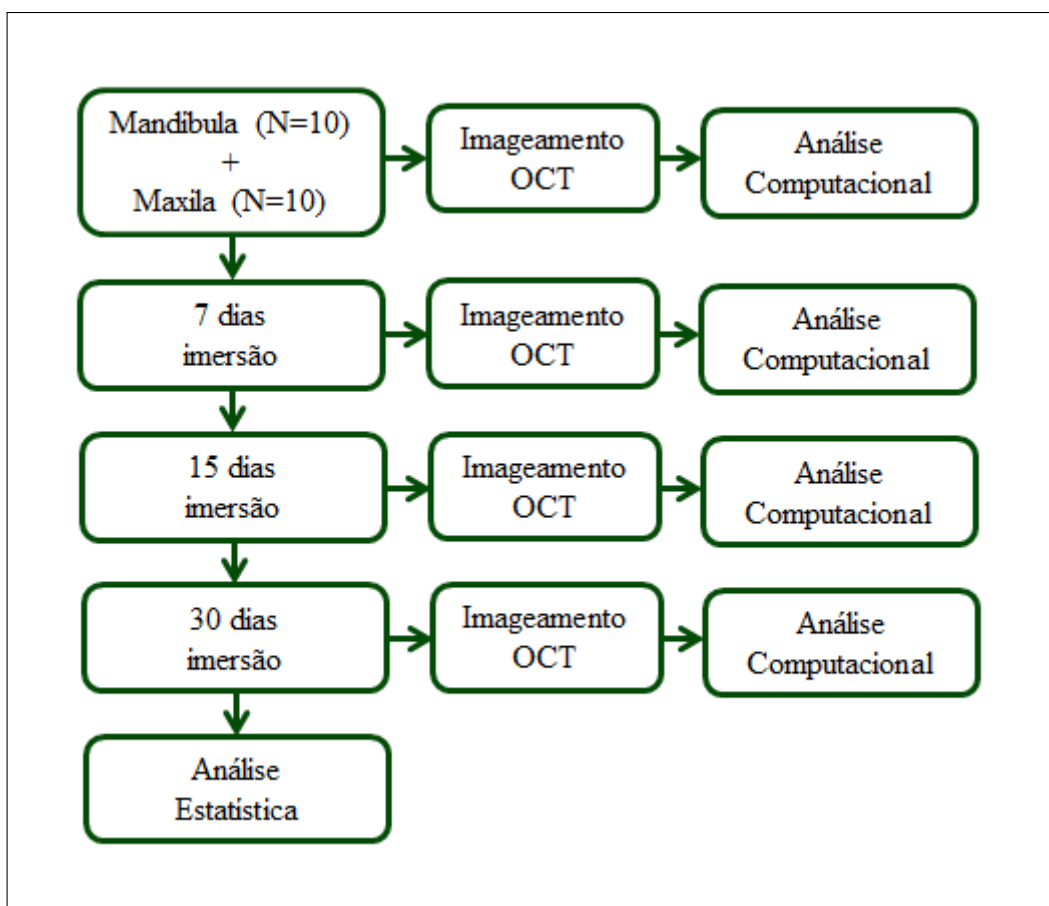 Mandibula (N=10)
+
Maxila (N=10)
Imageamento
OCT
Análise
Computacional
7 dias
imersão
Imageamento
OCT
Análise
Computacional
15 dias
imersão
Imageamento
OCT
Análise
Computacional
30 dias
imersão
Imageamento
OCT
Análise
Computacional
Análise
Estatística